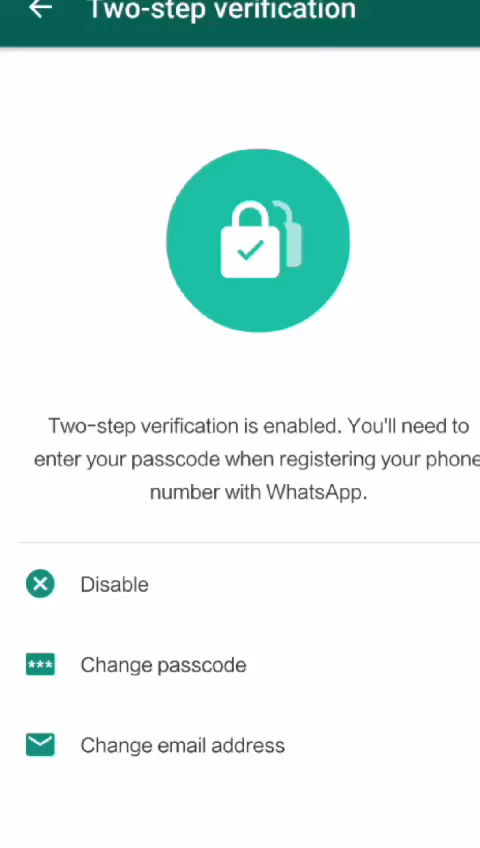 Two-step verification
Two-step verification is enabled. You'll need to
enter your passcode when registering your phone
number with WhatsApp.
Disable
***
Change passcode
Change email address